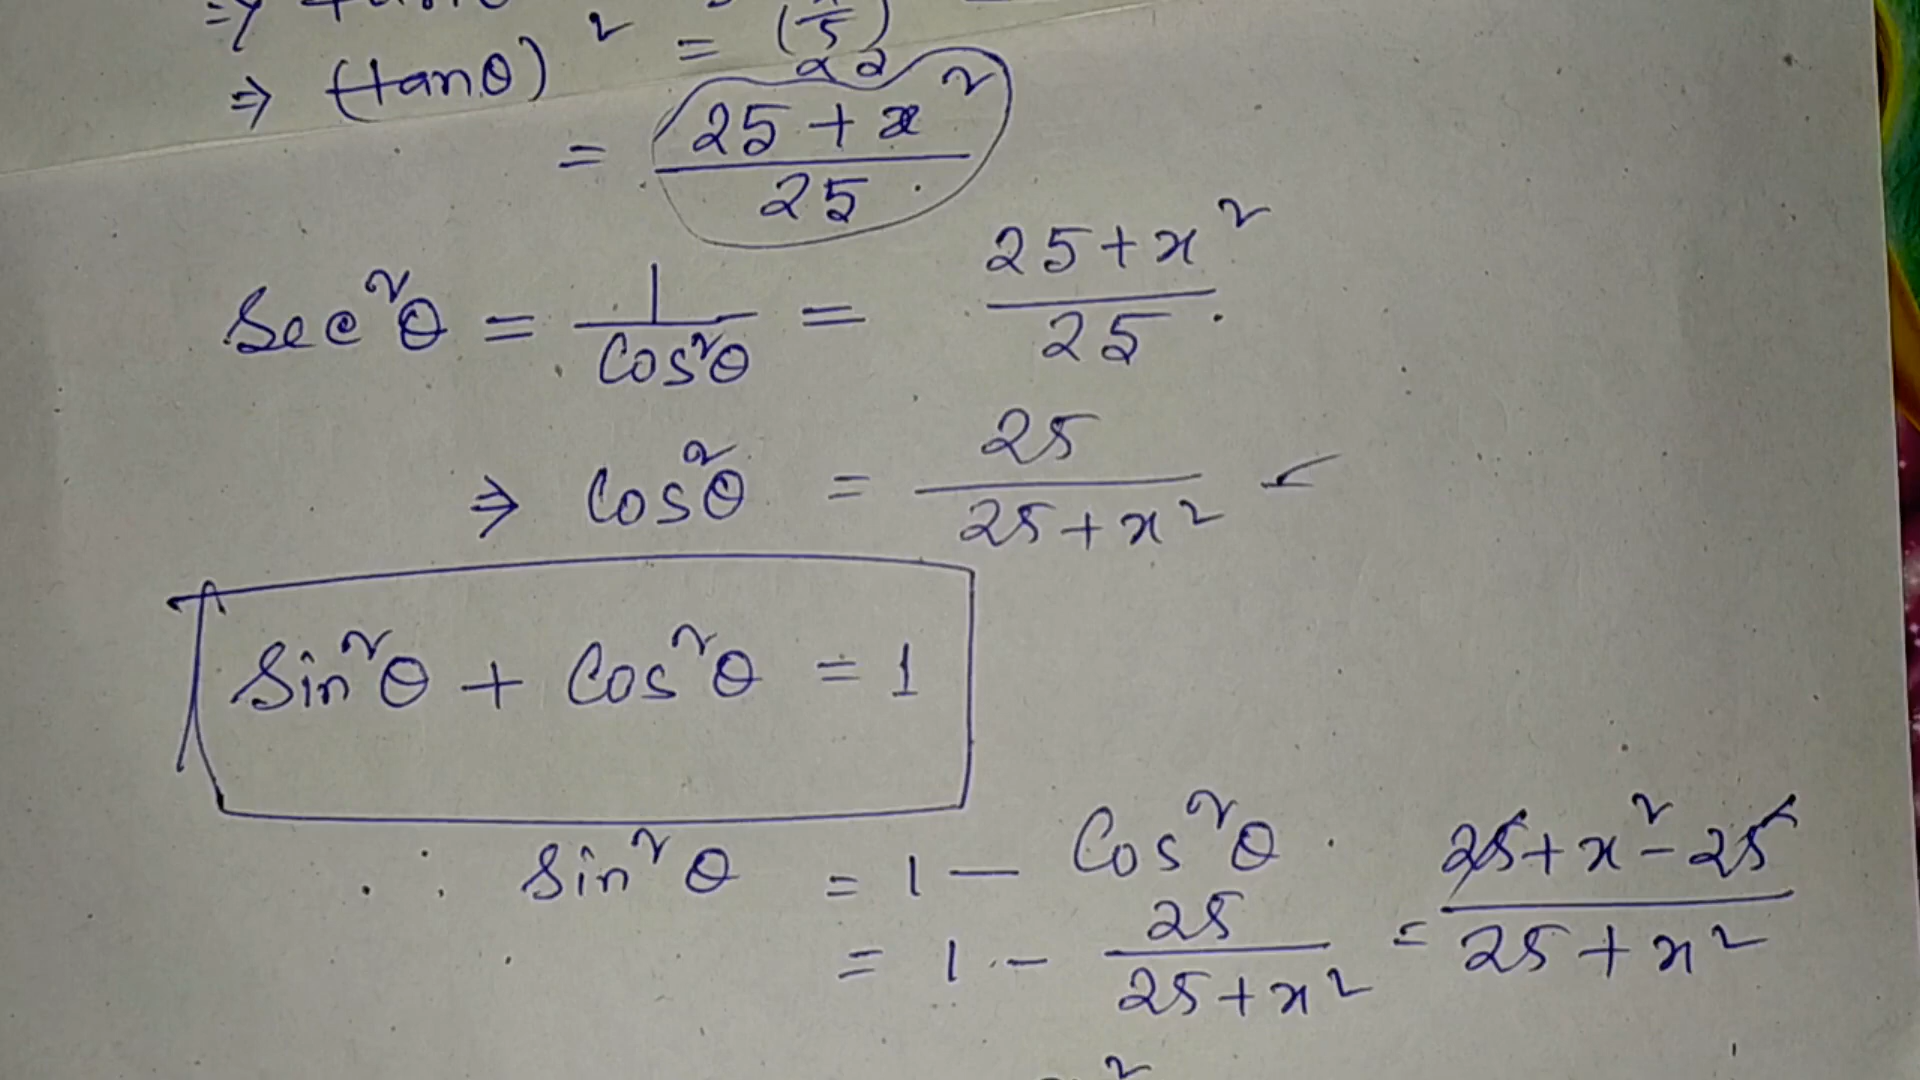 ⇒ (tanθ)² = (x/5)
= (25 + x²)/25
Sec²θ = 1/Cos²θ = (25+x²)/25.
⇒ Cos²θ = 25/(25+x²)
Sin²θ + Cos²θ = 1
∴ Sin²θ = 1 − Cos²θ.
= 1 − 25/(25+x²) = (25+x²−25)/(25+x²)